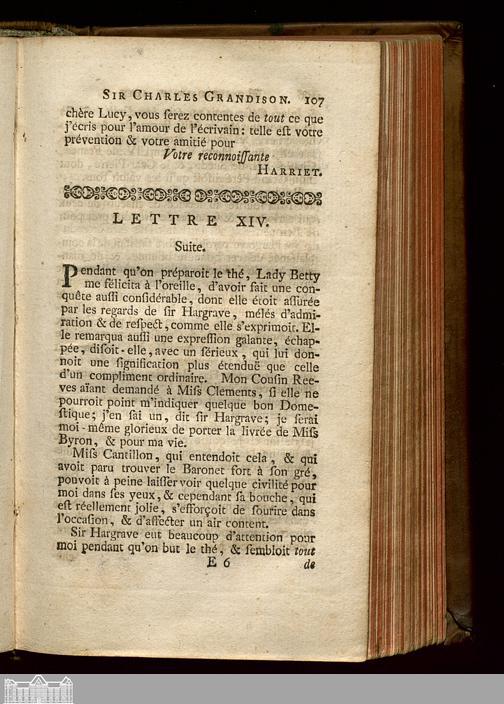 SIR CHARLES GRANDISON. 107
chère Lucy, vous ſerez contentes de tout ce que
j'écris pour l'amour de l'écrivain: telle eſt votre
prévention & votre amitié pour
Votre reconnoiſſante
HARRIET.
LETTRE XIV.
Suite.
Pendant qu'on préparoit le thé, Lady Betty
me félicita à l'oreille, d'avoir fait une con-
quête auſſi conſidérable, dont elle étoit aſſûrée
par les regards de ſir Hargrave, mélés d'admi-
ration & de reſpect, comme elle s'exprimoit. El-
le remarqua auſſi une expreſſion galante, échap-
pée, diſoit-elle, avec un ſérieux, qui lui don-
noit une ſignification plus étenduë que celle
d'un compliment ordinaire. Mon Couſin Ree-
ves aïant demandé à Miſs Clements, ſi elle ne
pourroit point m'indiquer quelque bon Dome-
ſtique; j'en ſai un, dit ſir Hargrave; je ſerai
moi-même glorieux de porter la livrée de Miſs
Byron, & pour ma vie.
Miſs Cantillon, qui entendoit cela, & qui
avoit paru trouver le Baronet fort à ſon gré,
pouvoit à peine laiſſer voir quelque civilité pour
moi dans ſes yeux, & cependant ſa bouche, qui
eſt réellement jolie, s'efforçoit de ſourire dans
l'occaſion, & d'affecter un air content.
Sir Hargrave eut beaucoup d'attention pour
moi pendant qu'on but le thé, & ſembloit tout
E 6 de